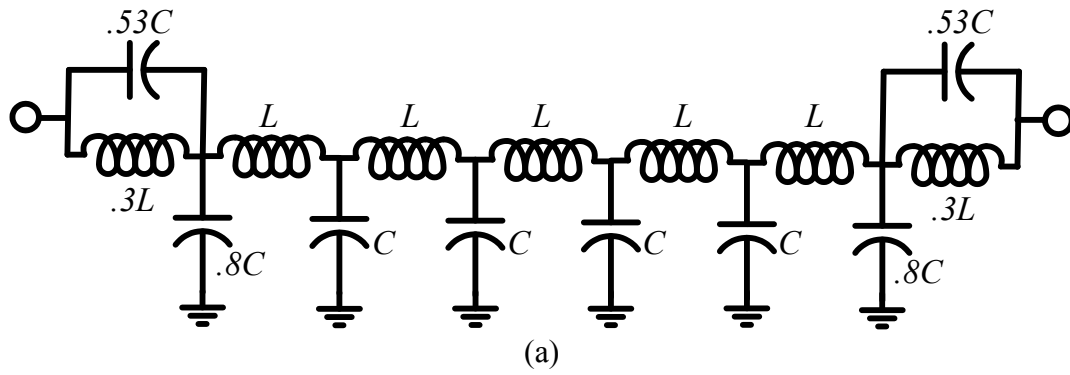 .53C .53C
L L L L L
.3L .3L
.8C C C C C .8C
(a)